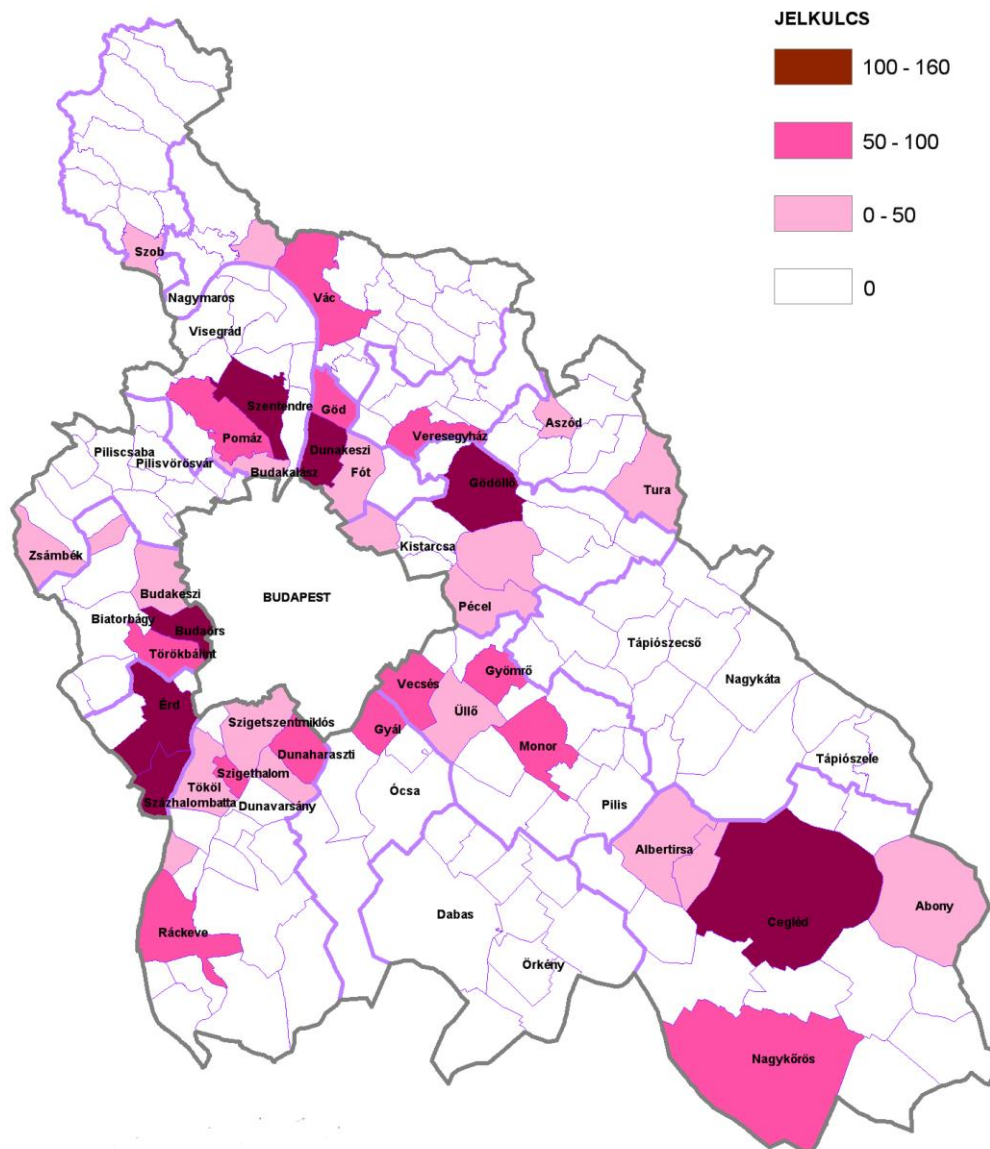 JELKULCS
100 - 160
50 - 100
0 - 50
0
Szob
Nagymaros
Vác
Visegrád
Szentendre
Göd
Pomáz
Veresegyház
Aszód
Dunakeszi
Piliscsaba
Pilisvörösvár
Budakalász
Fót
Gödöllő
Tura
Kistarcsa
Zsámbék
Budakeszi
BUDAPEST
Pécel
Biatorbágy
Budaörs
Törökbálint
Tápiószecső
Vecsés
Gyömrő
Nagykáta
Érd
Üllő
Szigetszentmiklós
Gyál
Monor
Dunaharaszti
Tápiószele
Szigethalom
Tököl
Ócsa
Százhalombatta
Dunavarsány
Pilis
Albertirsa
Abony
Cegléd
Dabas
Ráckeve
Örkény
Nagykőrös